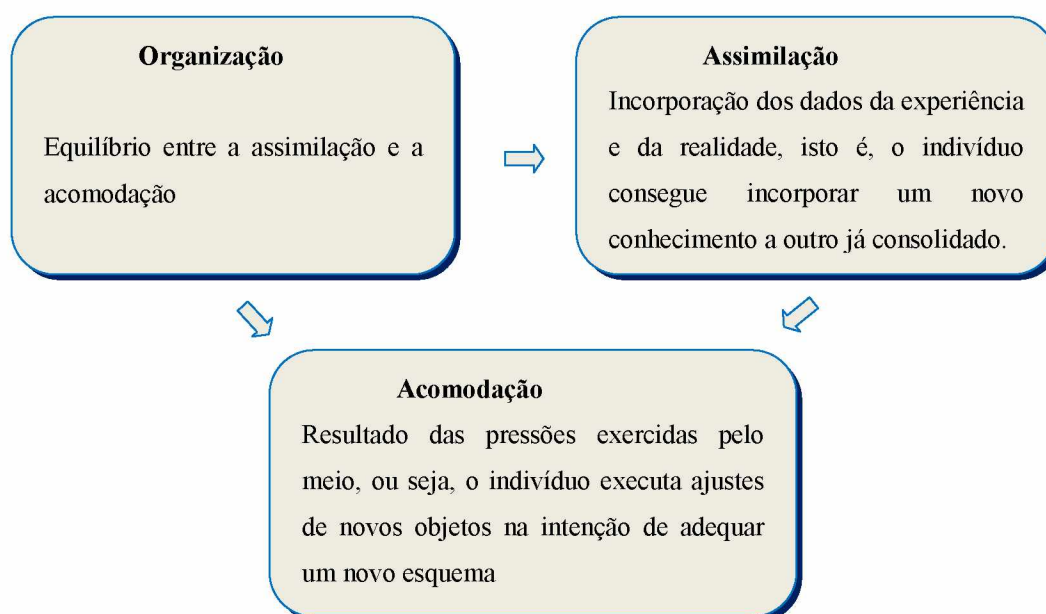 Organização
Equilíbrio entre a assimilação e a
acomodação
Assimilação
Incorporação dos dados da experiência
e da realidade, isto é, o indivíduo
consegue incorporar um novo
conhecimento a outro já consolidado.
Acomodação
Resultado das pressões exercidas pelo
meio, ou seja, o indivíduo executa ajustes
de novos objetos na intenção de adequar
um novo esquema